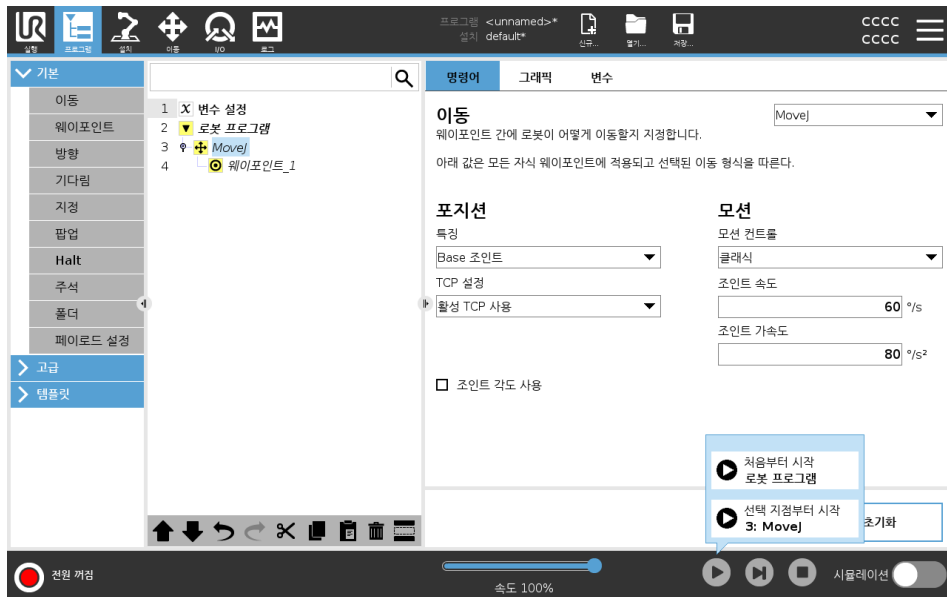 UR
실행
프로그램
설치
이동
I/O
로그
프로그램 <unnamed>*
설치 default*
신규...
열기...
저장...
cccc
cccc
기본
이동
웨이포인트
방향
기다림
지정
팝업
Halt
주석
폴더
페이로드 설정
고급
템플릿
1 X 변수 설정
2 로봇 프로그램
3 MoveJ
4 웨이포인트_1
명령어 그래픽 변수
이동
MoveJ
웨이포인트 간에 로봇이 어떻게 이동할지 지정합니다.
아래 값은 모든 자식 웨이포인트에 적용되고 선택된 이동 형식을 따른다.
포지션
특징
Base 조인트
TCP 설정
활성 TCP 사용
조인트 각도 사용
모션
모션 컨트롤
클래식
조인트 속도
60 °/s
조인트 가속도
80 °/s²
처음부터 시작
로봇 프로그램
선택 지점부터 시작
3: MoveJ
초기화
전원 꺼짐
속도 100%
시뮬레이션